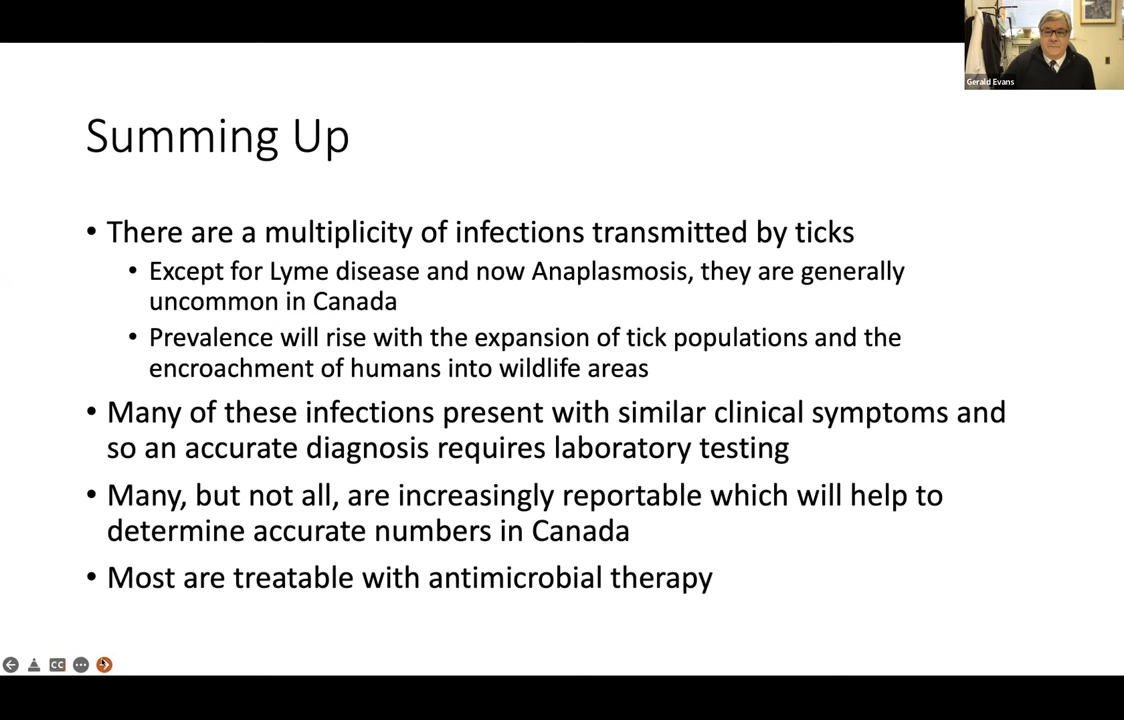 Gerald Evans
Summing Up
• There are a multiplicity of infections transmitted by ticks
• Except for Lyme disease and now Anaplasmosis, they are generally
uncommon in Canada
• Prevalence will rise with the expansion of tick populations and the
encroachment of humans into wildlife areas
• Many of these infections present with similar clinical symptoms and
so an accurate diagnosis requires laboratory testing
• Many, but not all, are increasingly reportable which will help to
determine accurate numbers in Canada
• Most are treatable with antimicrobial therapy
CC